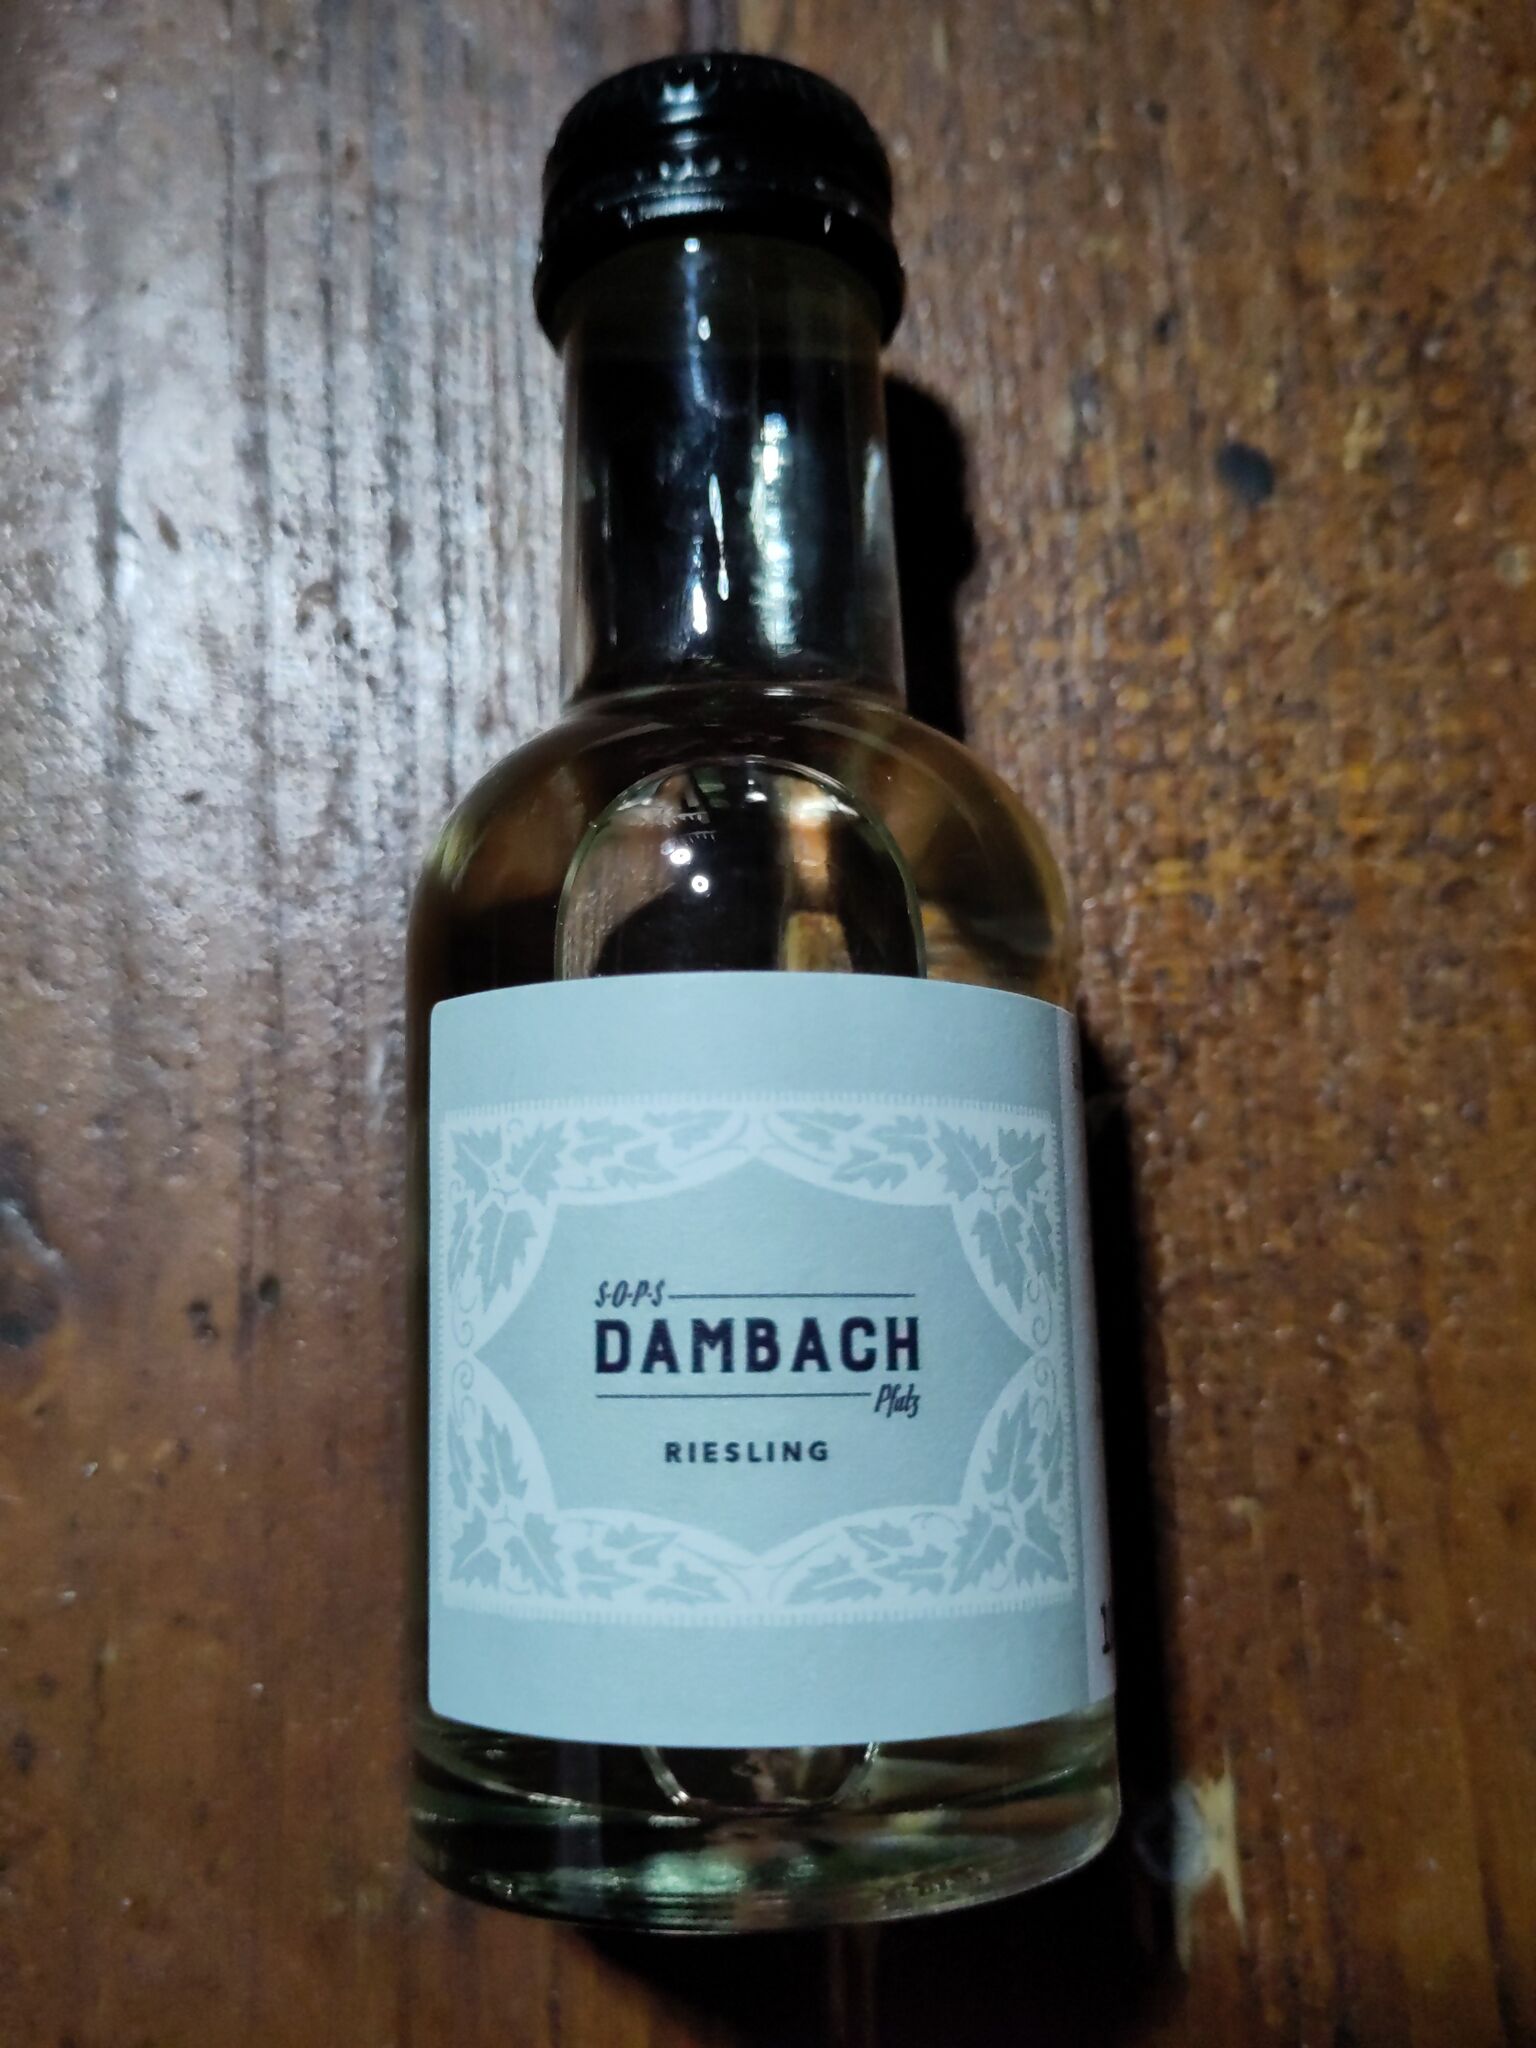 S·O·P·S
DAMBACH
Pfalz
RIESLING